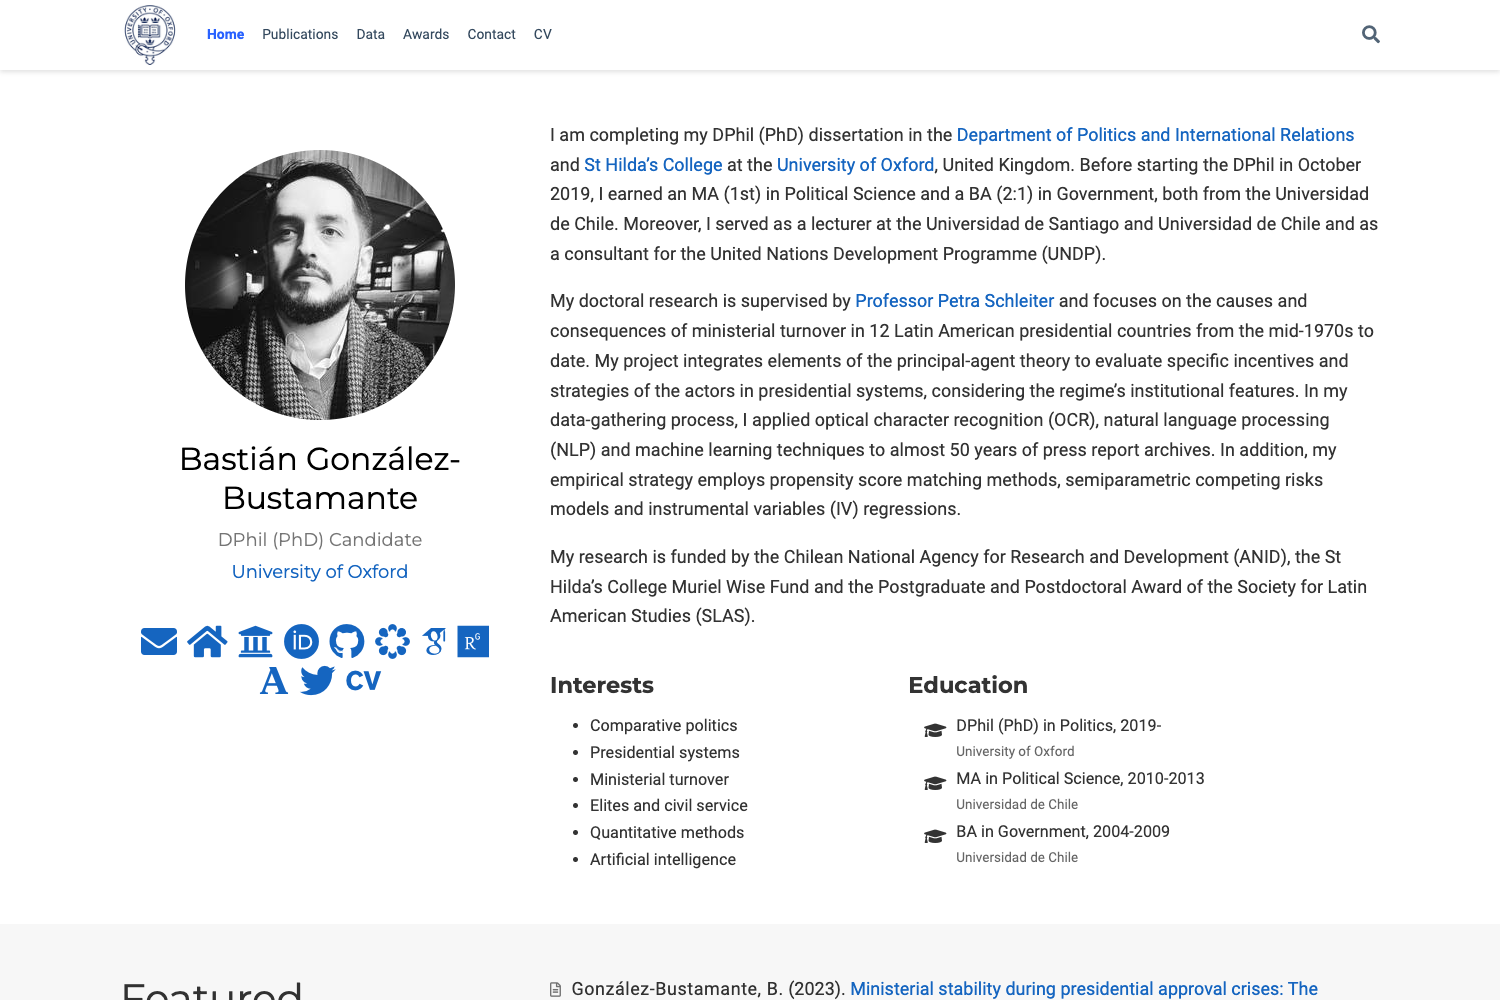 Home Publications Data Awards Contact CV
I am completing my DPhil (PhD) dissertation in the Department of Politics and International Relations
and St Hilda's College at the University of Oxford, United Kingdom. Before starting the DPhil in October
2019, I earned an MA (1st) in Political Science and a BA (2:1) in Government, both from the Universidad
de Chile. Moreover, I served as a lecturer at the Universidad de Santiago and Universidad de Chile and as
a consultant for the United Nations Development Programme (UNDP).
My doctoral research is supervised by Professor Petra Schleiter and focuses on the causes and
consequences of ministerial turnover in 12 Latin American presidential countries from the mid-1970s to
date. My project integrates elements of the principal-agent theory to evaluate specific incentives and
strategies of the actors in presidential systems, considering the regime's institutional features. In my
data-gathering process, I applied optical character recognition (OCR), natural language processing
(NLP) and machine learning techniques to almost 50 years of press report archives. In addition, my
empirical strategy employs propensity score matching methods, semiparametric competing risks
models and instrumental variables (IV) regressions.
My research is funded by the Chilean National Agency for Research and Development (ANID), the St
Hilda's College Muriel Wise Fund and the Postgraduate and Postdoctoral Award of the Society for Latin
American Studies (SLAS).
Bastián González-
Bustamante
DPhil (PhD) Candidate
University of Oxford
iD
RG
A CV
Interests
Comparative politics
Presidential systems
Ministerial turnover
Elites and civil service
Quantitative methods
Artificial intelligence
Education
DPhil (PhD) in Politics, 2019-
University of Oxford
MA in Political Science, 2010-2013
Universidad de Chile
BA in Government, 2004-2009
Universidad de Chile
Featured
González-Bustamante, B. (2023). Ministerial stability during presidential approval crises: The